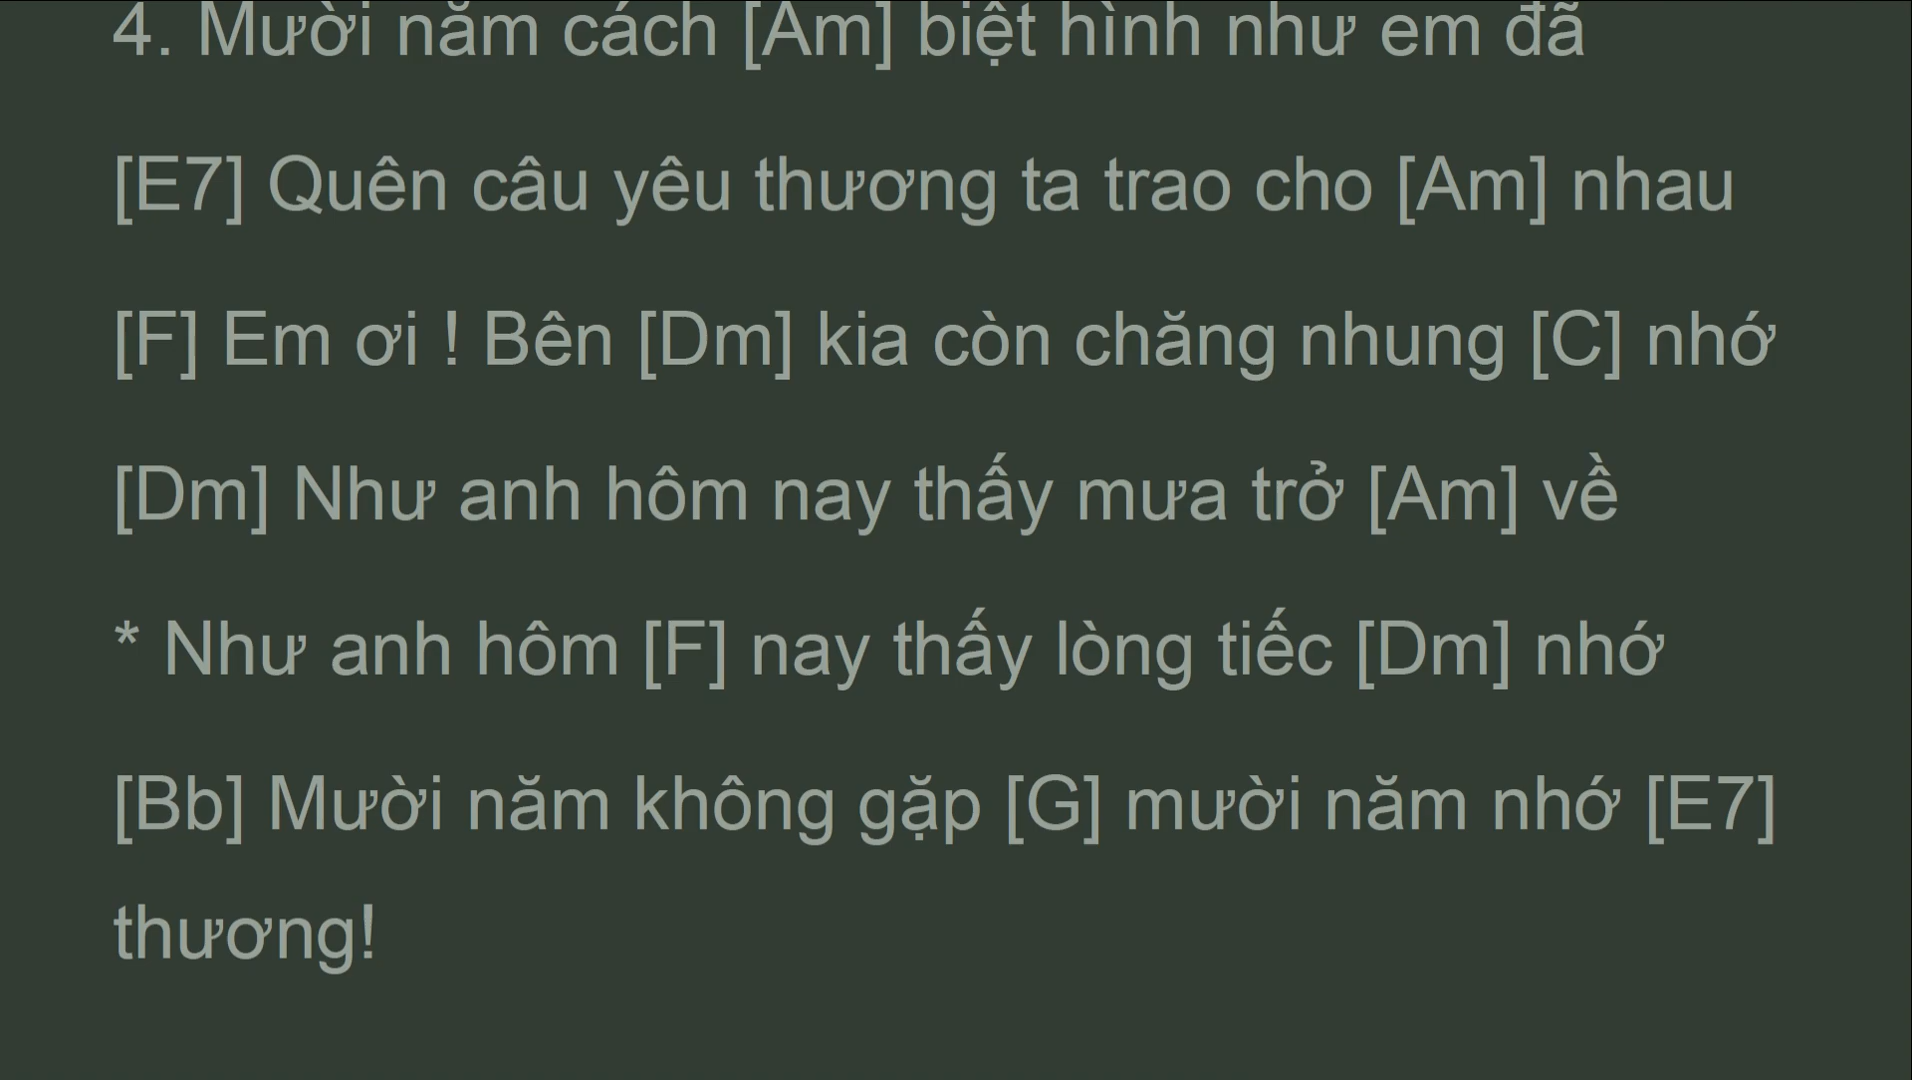 4. Mười năm cách [Am] biệt hình như em đã
[E7] Quên câu yêu thương ta trao cho [Am] nhau
[F] Em ơi ! Bên [Dm] kia còn chăng nhung [C] nhớ
[Dm] Như anh hôm nay thấy mưa trở [Am] về
* Như anh hôm [F] nay thấy lòng tiếc [Dm] nhớ
[Bb] Mười năm không gặp [G] mười năm nhớ [E7]
thương!